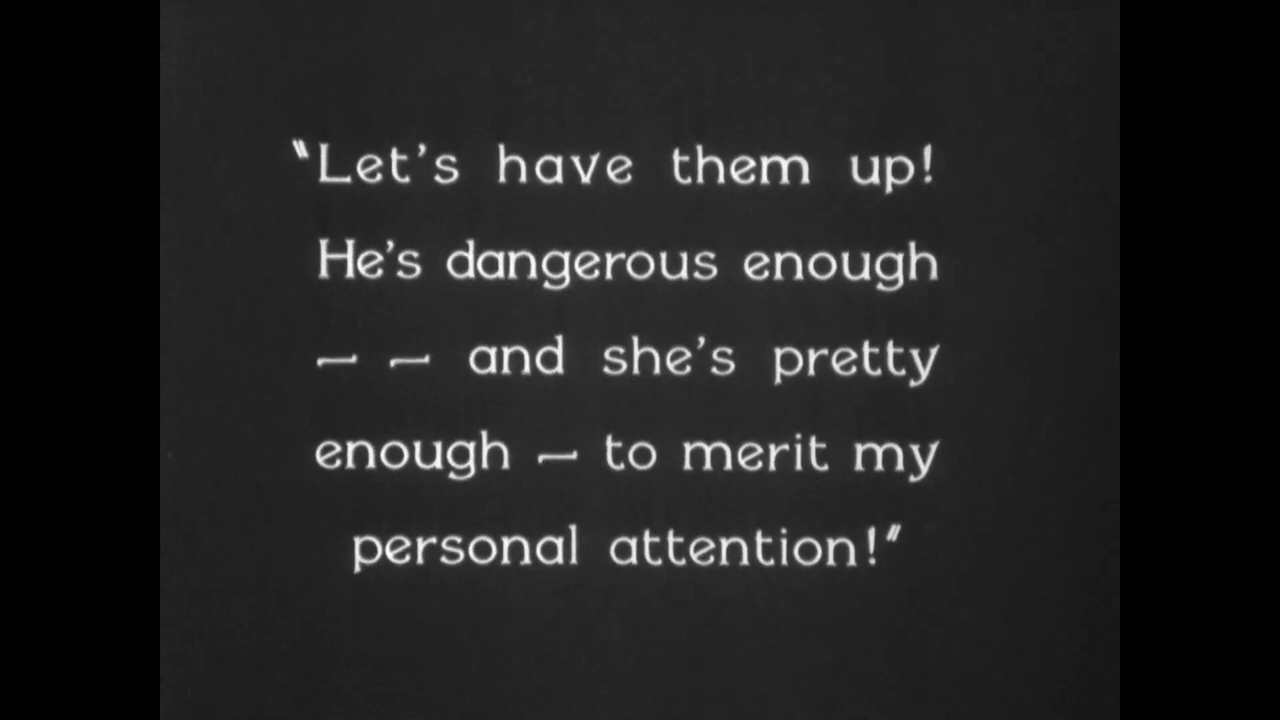 "Let's have them up!
He's dangerous enough
— — and she's pretty
enough — to merit my
personal attention!"